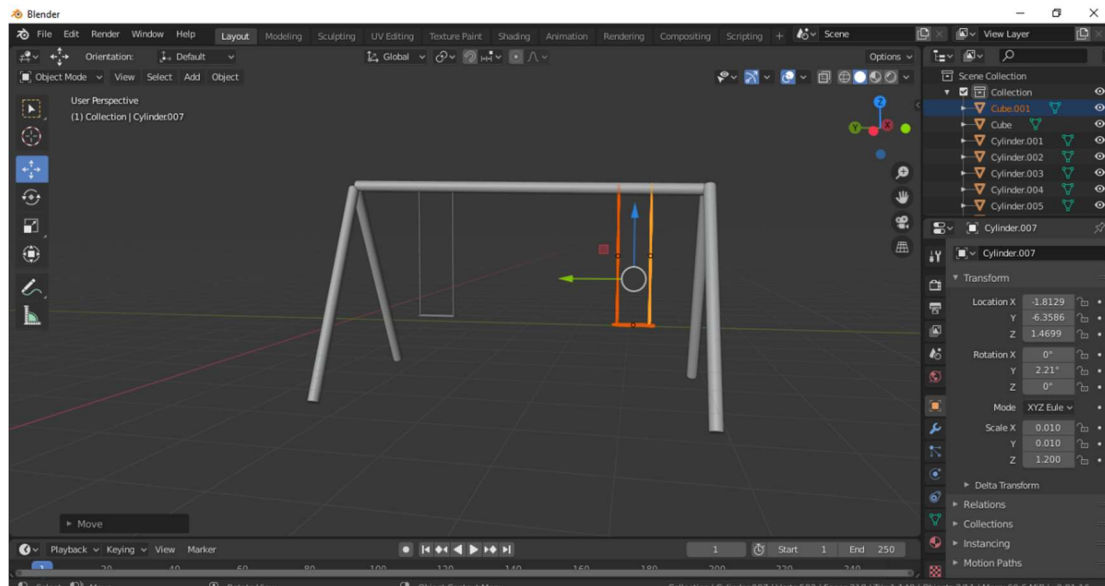 Blender
File Edit Render Window Help Layout Modeling Sculpting UV Editing Texture Paint Shading Animation Rendering Compositing Scripting + Scene View Layer
Orientation: Default Global Options
Object Mode View Select Add Object
User Perspective
(1) Collection | Cylinder.007
Z
Y
X
Move
Scene Collection
Collection
Cube.001
Cube
Cylinder.001
Cylinder.002
Cylinder.003
Cylinder.004
Cylinder.005
Cylinder.007
Cylinder.007
Transform
Location X -1.8129
Y -6.3586
Z 1.4699
Rotation X 0°
Y 2.21°
Z 0°
Mode XYZ Eule
Scale X 0.010
Y 0.010
Z 1.200
Delta Transform
Relations
Collections
Instancing
Motion Paths
Playback Keying View Marker 1 Start 1 End 250